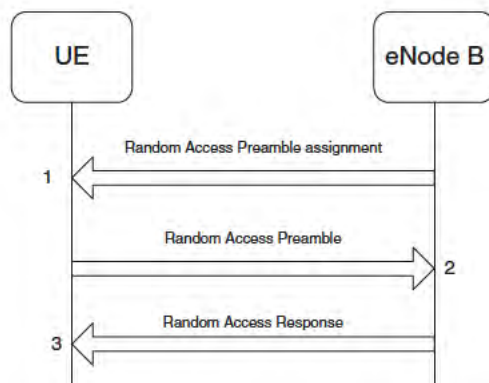 UE
eNode B
Random Access Preamble assignment
1
Random Access Preamble
2
Random Access Response
3